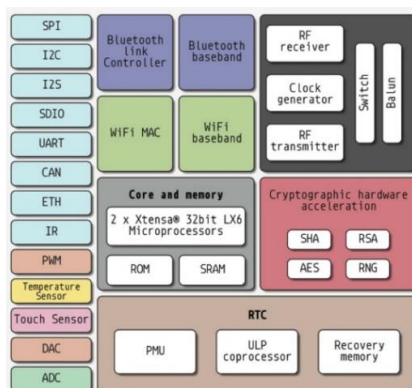 SPI
I2C
I2S
SDIO
UART
CAN
ETH
IR
PWM
Temperature
Sensor
Touch Sensor
DAC
ADC
Bluetooth
link
Controller
Bluetooth
baseband
WiFi MAC
WiFi
baseband
RF
receiver
Clock
generator
RF
transmitter
Switch
Balun
Core and memory
2 x Xtensa® 32bit LX6
Microprocessors
ROM
SRAM
Cryptographic hardware
acceleration
SHA
RSA
AES
RNG
RTC
PMU
ULP
coprocessor
Recovery
memory